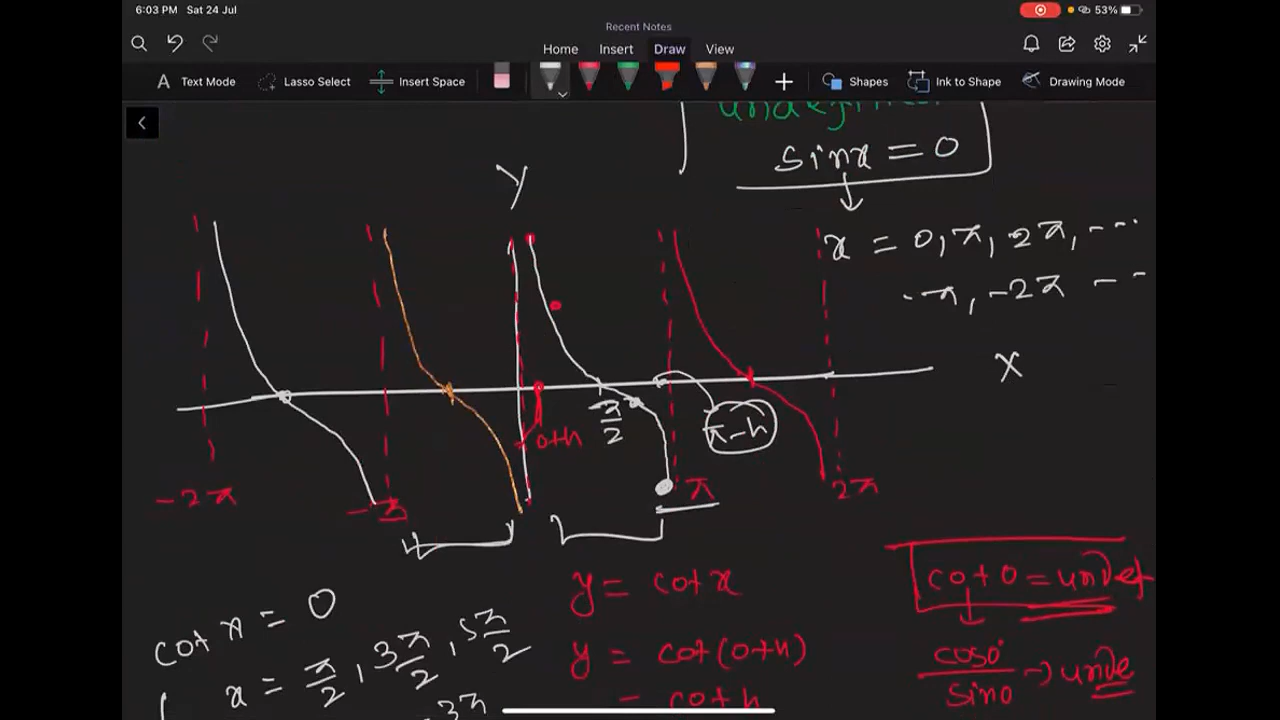 6:03 PM Sat 24 Jul
53%
Recent Notes
Home Insert Draw View
Text Mode Lasso Select Insert Space Shapes Ink to Shape Drawing Mode
sinx = 0
Y
x = 0, π, 2π, ....
-π, -2π - -
X
π/2
0+h
π-h
-2π
-π
π
2π
cot 0 = undef
y = cot x
cot x = 0
x = π/2, 3π/2, 5π/2
y = cot(0+h)
cos0/sin0 → unde
= cot h
-3π